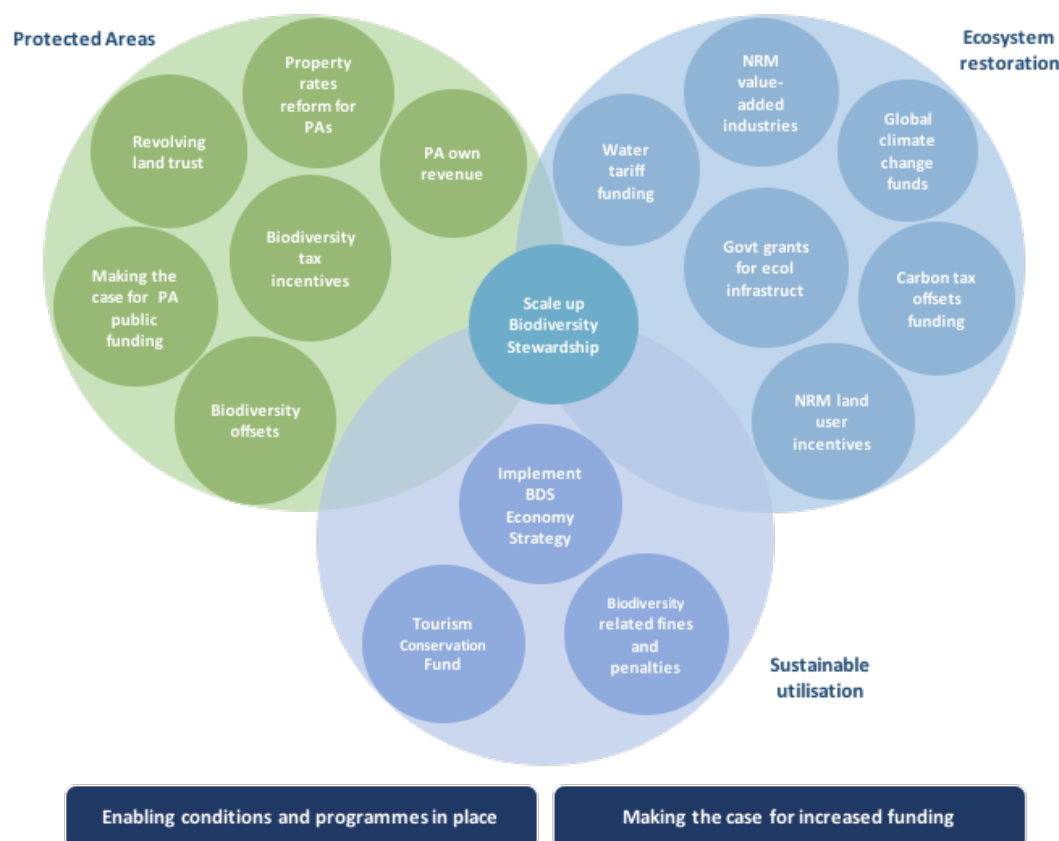 Protected Areas
Ecosystem
restoration
Property
rates
reform for
PAs
Revolving
land trust
PA own
revenue
Biodiversity
tax
incentives
Making the
case for PA
public
funding
Biodiversity
offsets
NRM
value-
added
industries
Water
tariff
funding
Global
climate
change
funds
Govt grants
for ecol
infrastruct
Carbon tax
offsets
funding
NRM land
user
incentives
Scale up
Biodiversity
Stewardship
Implement
BDS
Economy
Strategy
Tourism
Conservation
Fund
Biodiversity
related fines
and
penalties
Sustainable
utilisation
Enabling conditions and programmes in place
Making the case for increased funding